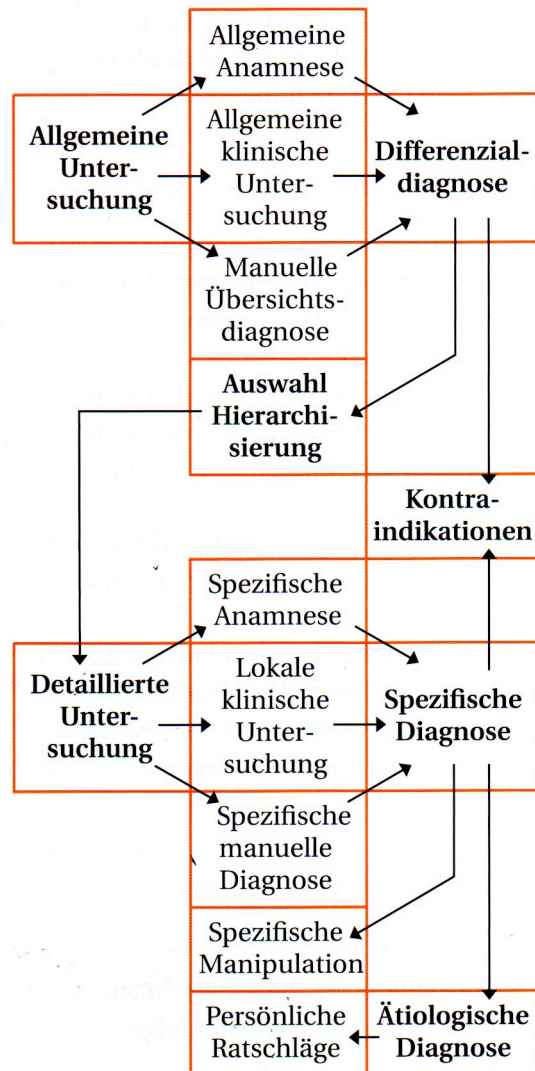 Allgemeine
Anamnese
Allgemeine
Unter-
suchung
Allgemeine
klinische
Unter-
suchung
Differenzial-
diagnose
Manuelle
Übersichts-
diagnose
Auswahl
Hierarchi-
sierung
Kontra-
indikationen
Spezifische
Anamnese
Detaillierte
Unter-
suchung
Lokale
klinische
Unter-
suchung
Spezifische
Diagnose
Spezifische
manuelle
Diagnose
Spezifische
Manipulation
Persönliche
Ratschläge
Ätiologische
Diagnose